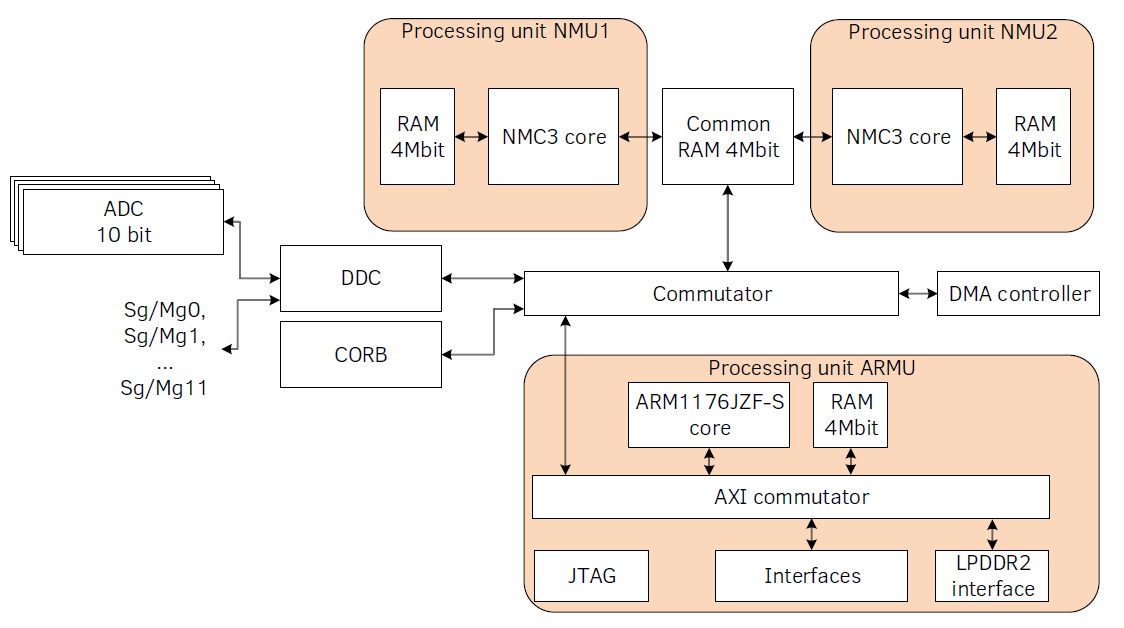 Processing unit NMU1
Processing unit NMU2
RAM
4Mbit
NMC3 core
Common
RAM 4Mbit
NMC3 core
RAM
4Mbit
ADC
10 bit
DDC
Commutator
DMA controller
Sg/Mg0,
Sg/Mg1,
...
Sg/Mg11
CORB
Processing unit ARMU
ARM1176JZF-S
core
RAM
4Mbit
AXI commutator
JTAG
Interfaces
LPDDR2
interface